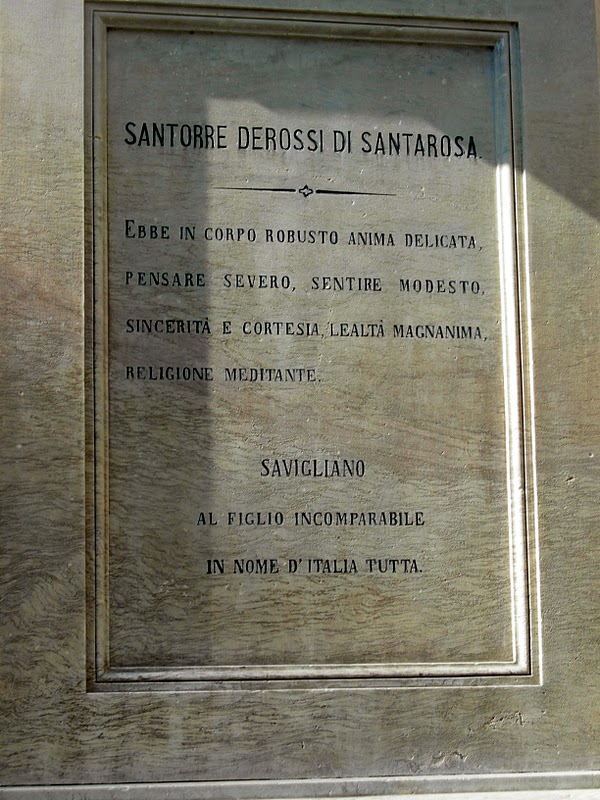 SANTORRE DEROSSI DI SANTAROSA.
EBBE IN CORPO ROBUSTO ANIMA DELICATA,
PENSARE SEVERO, SENTIRE MODESTO,
SINCERITÀ E CORTESIA, LEALTÀ MAGNANIMA,
RELIGIONE MEDITANTE.
SAVIGLIANO
AL FIGLIO INCOMPARABILE
IN NOME D'ITALIA TUTTA.